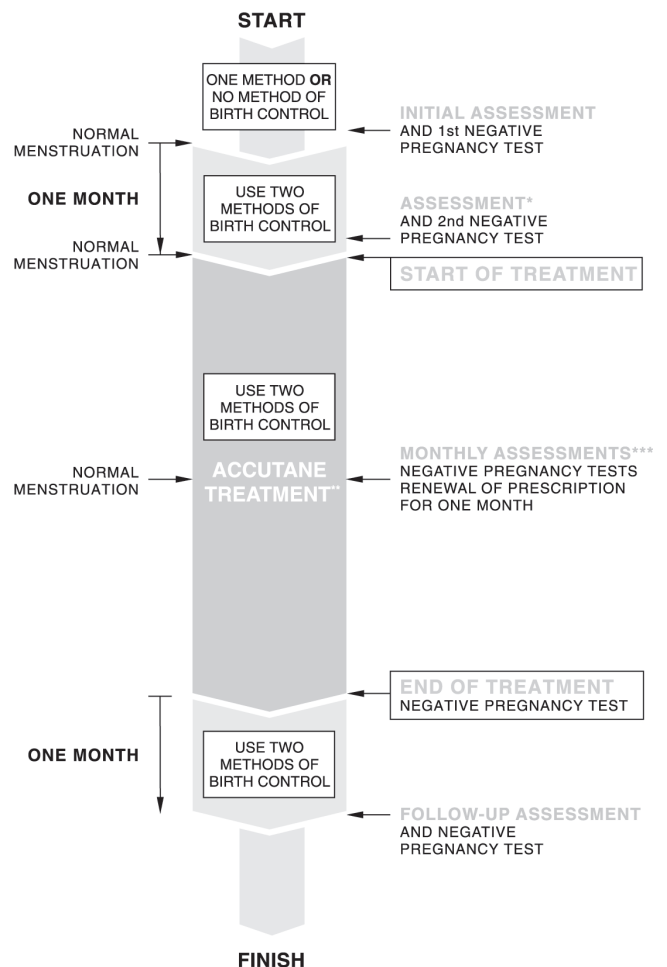 START
ONE METHOD OR
NO METHOD OF
BIRTH CONTROL
INITIAL ASSESSMENT
AND 1st NEGATIVE
PREGNANCY TEST
NORMAL
MENSTRUATION
ONE MONTH
USE TWO
METHODS OF
BIRTH CONTROL
ASSESSMENT*
AND 2nd NEGATIVE
PREGNANCY TEST
NORMAL
MENSTRUATION
START OF TREATMENT
USE TWO
METHODS OF
BIRTH CONTROL
NORMAL
MENSTRUATION
ACCUTANE
TREATMENT**
MONTHLY ASSESSMENTS***
NEGATIVE PREGNANCY TESTS
RENEWAL OF PRESCRIPTION
FOR ONE MONTH
END OF TREATMENT
NEGATIVE PREGNANCY TEST
ONE MONTH
USE TWO
METHODS OF
BIRTH CONTROL
FOLLOW-UP ASSESSMENT
AND NEGATIVE
PREGNANCY TEST
FINISH